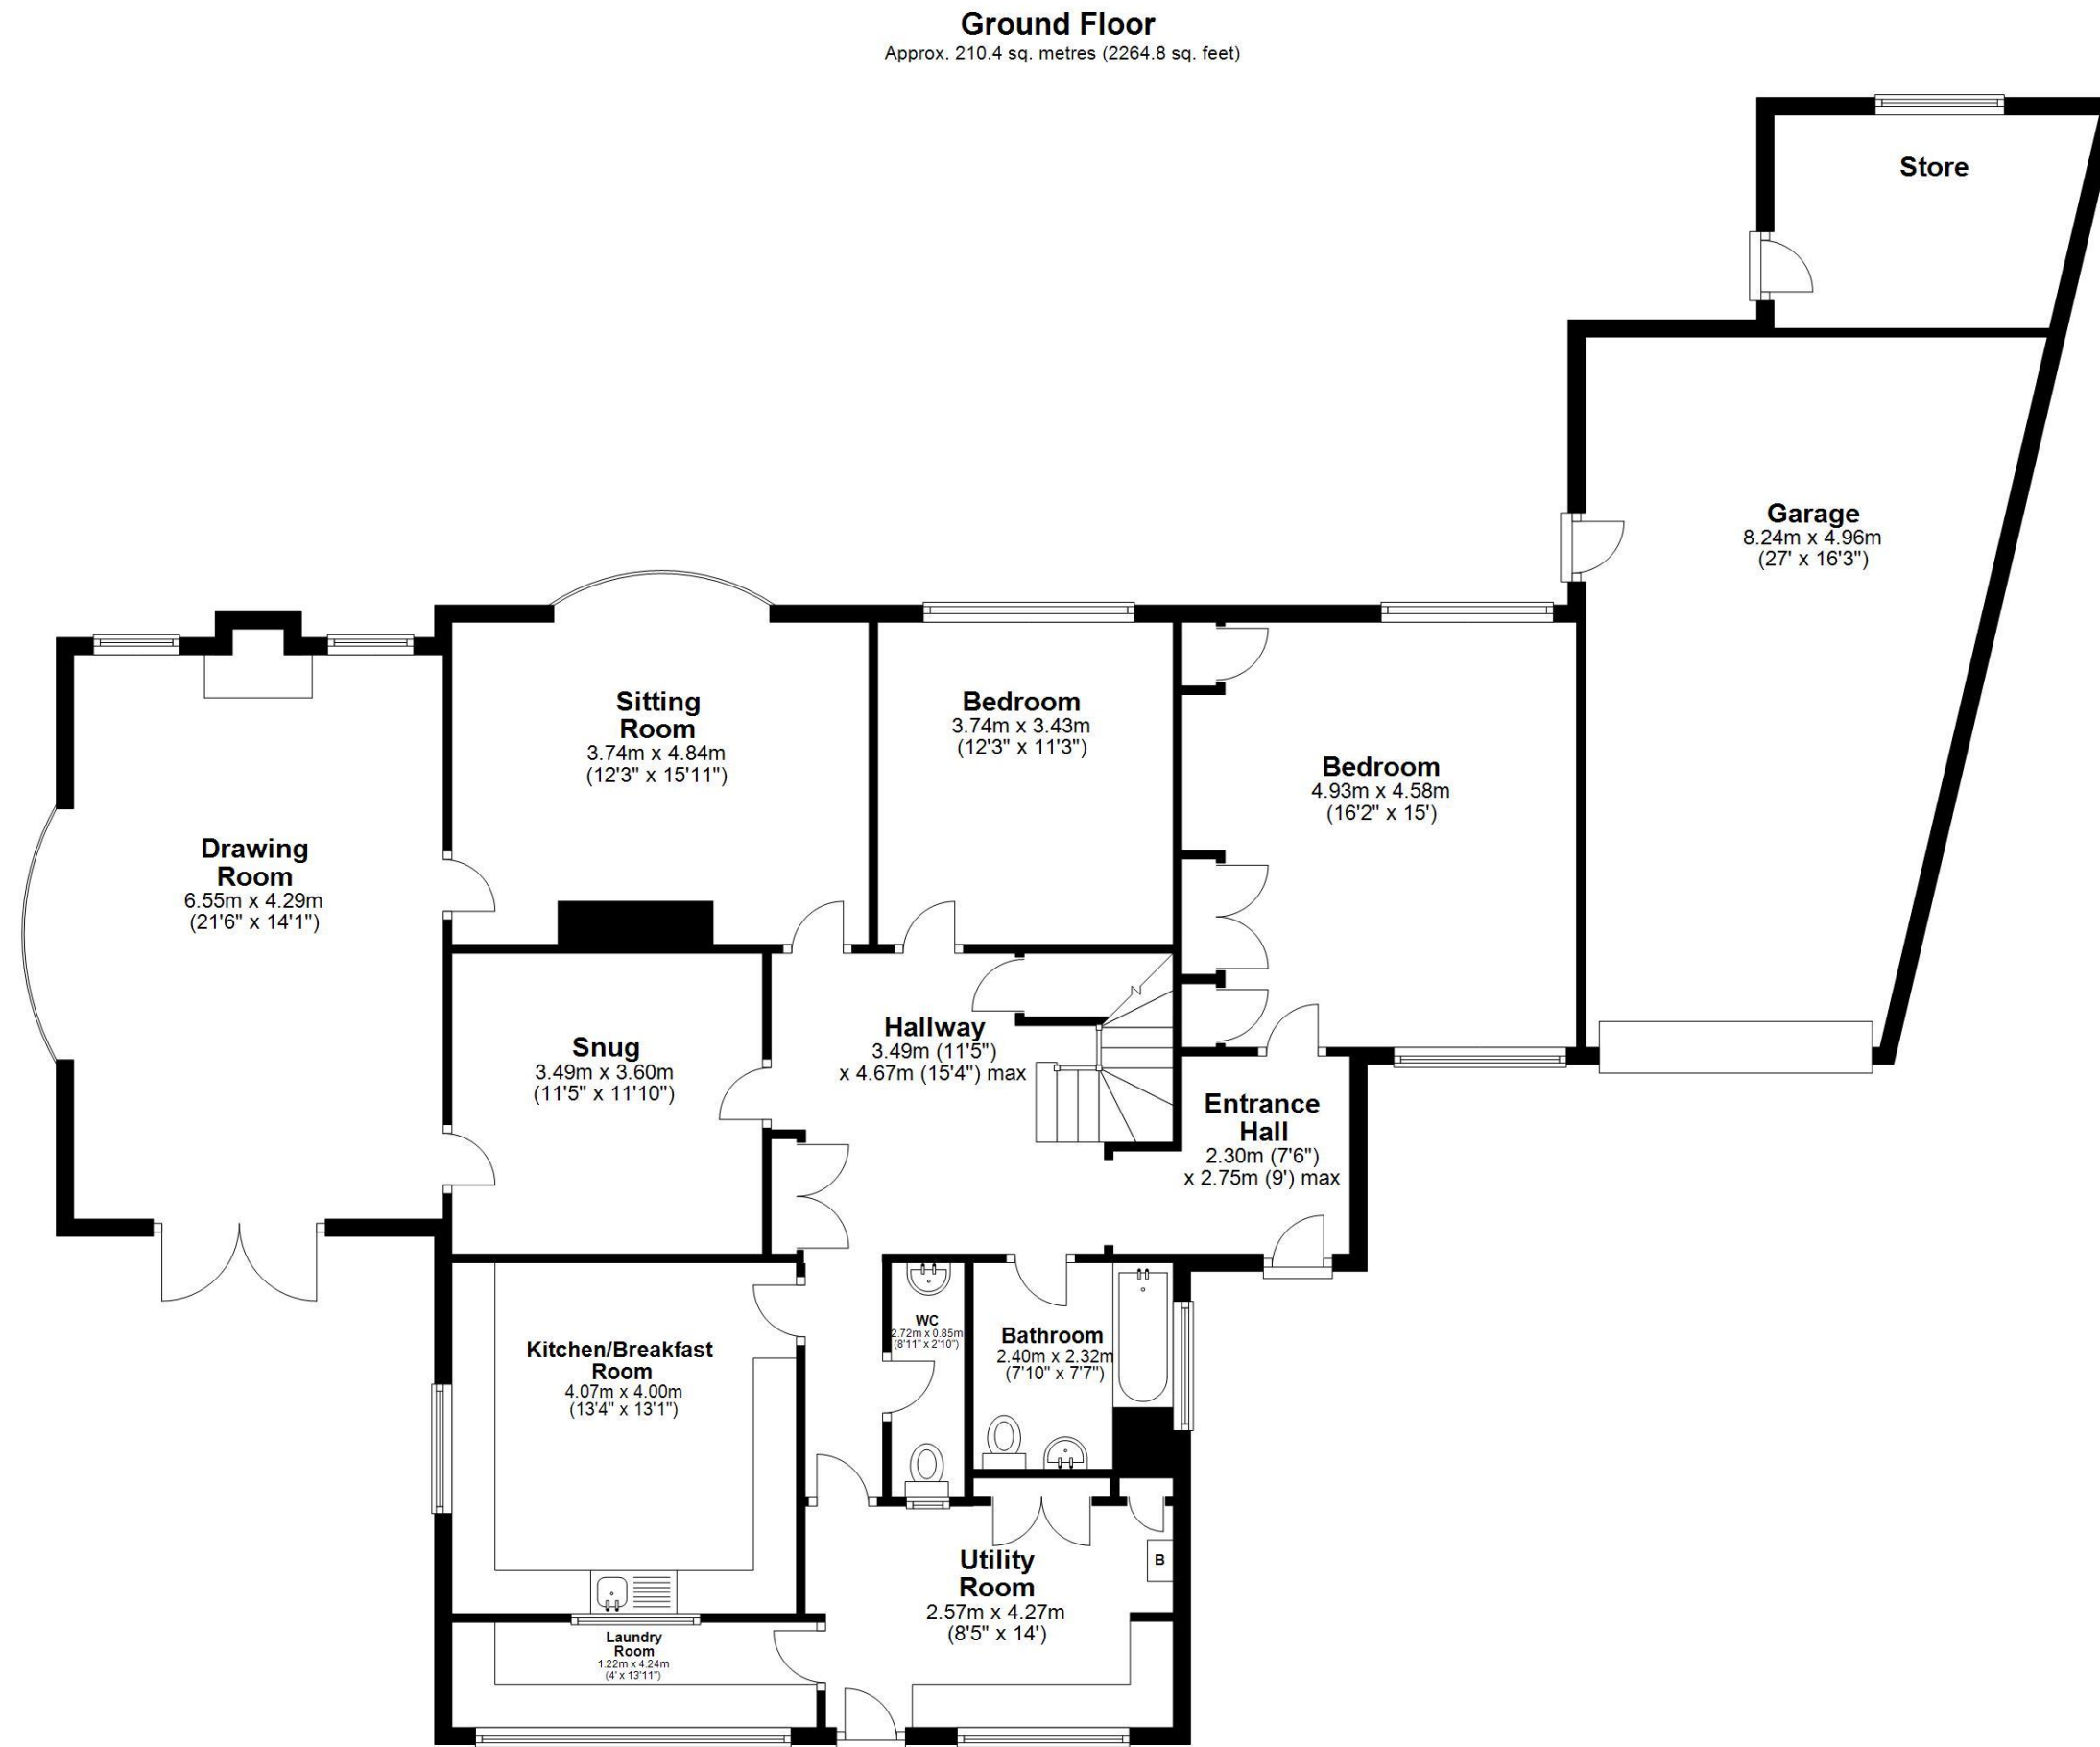 Ground Floor
Approx. 210.4 sq. metres (2264.8 sq. feet)
Store
Garage
8.24m x 4.96m
(27' x 16'3")
Sitting
Room
3.74m x 4.84m
(12'3" x 15'11")
Bedroom
3.74m x 3.43m
(12'3" x 11'3")
Bedroom
4.93m x 4.58m
(16'2" x 15')
Drawing
Room
6.55m x 4.29m
(21'6" x 14'1")
Snug
3.49m x 3.60m
(11'5" x 11'10")
Hallway
3.49m (11'5")
x 4.67m (15'4") max
N
Entrance
Hall
2.30m (7'6")
x 2.75m (9') max
Kitchen/Breakfast
Room
4.07m x 4.00m
(13'4" x 13'1")
WC
2.72m x 0.85m
(8'11" x 2'10")
Bathroom
2.40m x 2.32m
(7'10" x 7'7")
Utility
Room
2.57m x 4.27m
(8'5" x 14')
B
Laundry
Room
1.22m x 4.24m
(4' x 13'11")